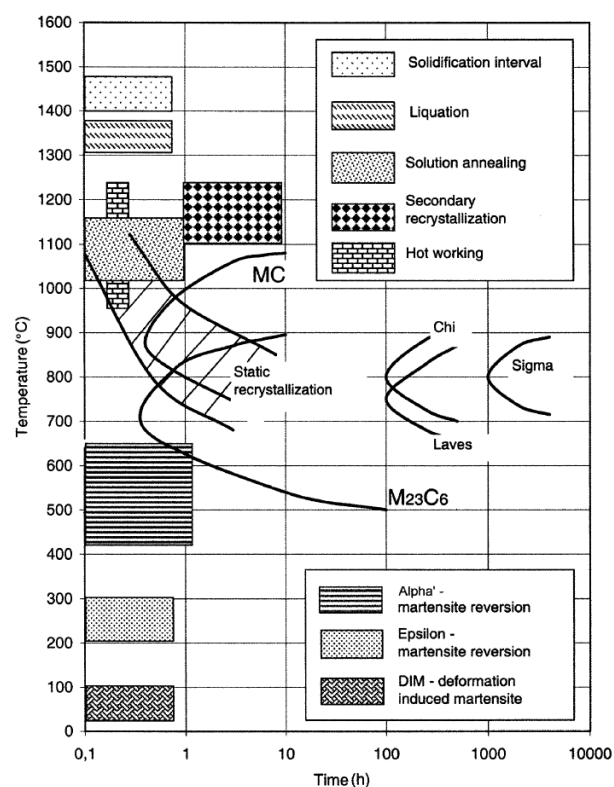 1600
1500
1400
1300
1200
1100
1000
900
800
700
600
500
400
300
200
100
0
Temperature (°C)
0,1
1
10
100
1000
10000
Time (h)
Solidification interval
Liquation
Solution annealing
Secondary
recrystallization
Hot working
MC
Static
recrystallization
Chi
Sigma
Laves
M23C6
Alpha' -
martensite reversion
Epsilon -
martensite reversion
DIM - deformation
induced martensite